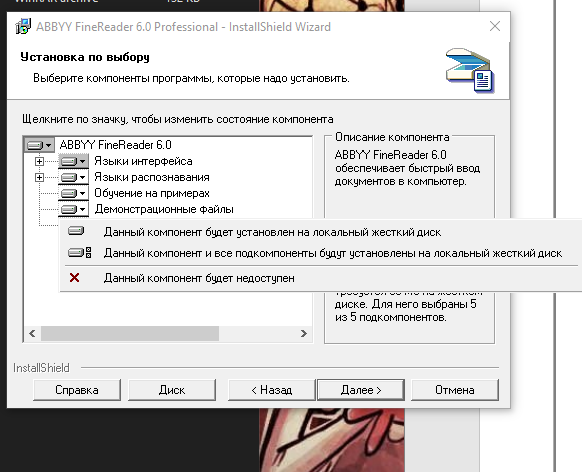 ABBYY FineReader 6.0 Professional - InstallShield Wizard
Установка по выбору
Выберите компоненты программы, которые надо установить.
Щелкните по значку, чтобы изменить состояние компонента
ABBYY FineReader 6.0
Языки интерфейса
Языки распознавания
Обучение на примерах
Демонстрационные файлы
Описание компонента
ABBYY FineReader 6.0
обеспечивает быстрый ввод
документов в компьютер.
Данный компонент будет установлен на локальный жесткий диск
Данный компонент и все подкомпоненты будут установлены на локальный жесткий диск
Данный компонент будет недоступен
диске. Для него выбраны 5
из 5 подкомпонентов.
InstallShield
Справка
Диск
< Назад
Далее >
Отмена